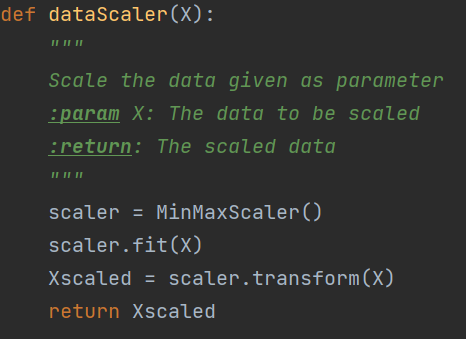 def dataScaler(X):
    """
    Scale the data given as parameter
    :param X: The data to be scaled
    :return: The scaled data
    """
    scaler = MinMaxScaler()
    scaler.fit(X)
    Xscaled = scaler.transform(X)
    return Xscaled